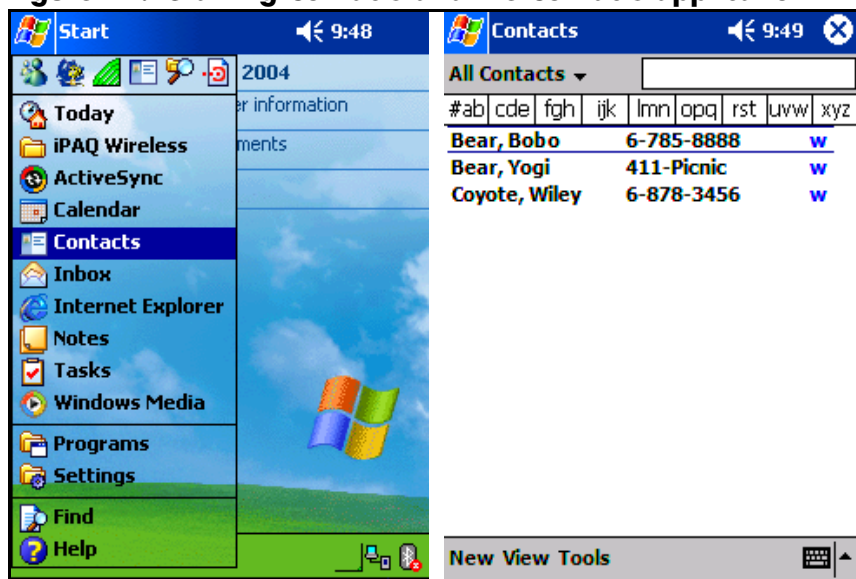 Start 9:48
2004
er information
ments
Today
iPAQ Wireless
ActiveSync
Calendar
Contacts
Inbox
Internet Explorer
Notes
Tasks
Windows Media
Programs
Settings
Find
Help
Contacts 9:49
All Contacts
#ab cde fgh ijk lmn opq rst uvw xyz
Bear, Bobo 6-785-8888 w
Bear, Yogi 411-Picnic w
Coyote, Wiley 6-878-3456 w
New View Tools